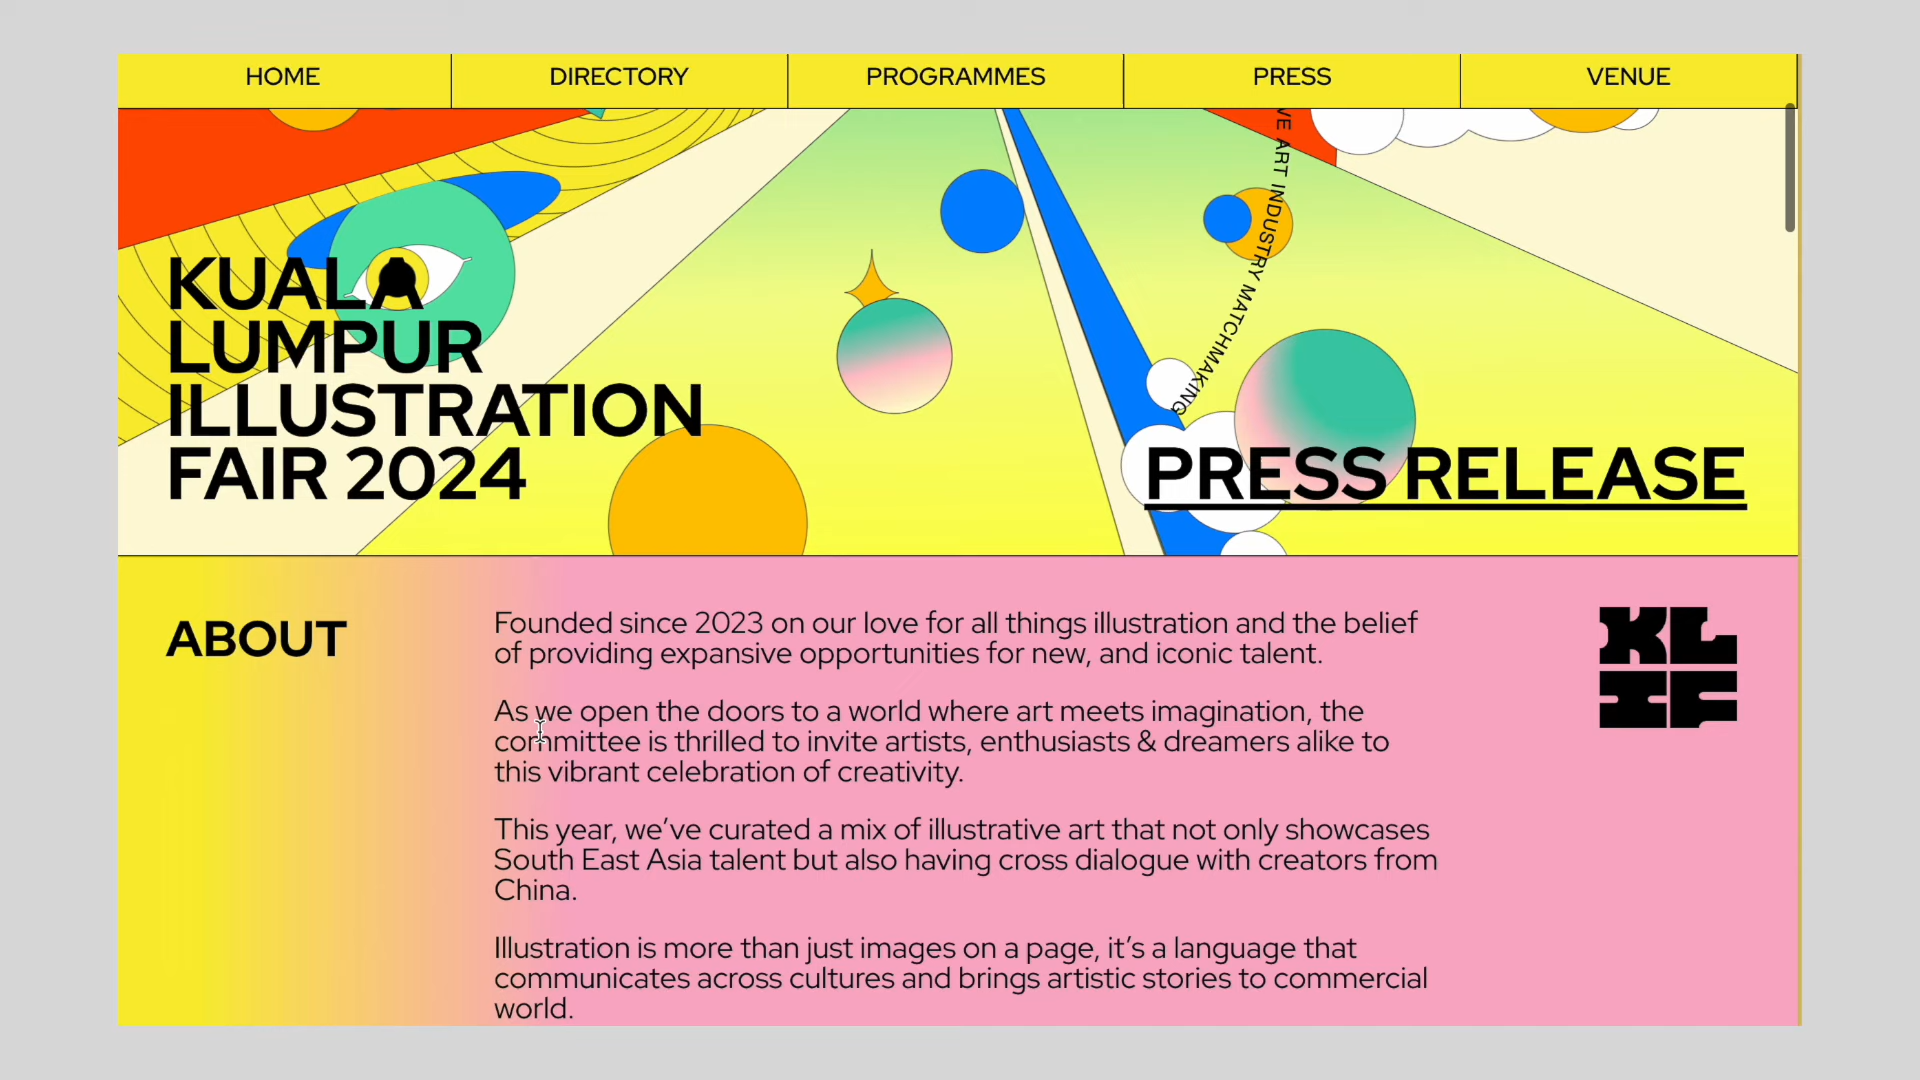 HOME
DIRECTORY
PROGRAMMES
PRESS
VENUE
ART INDUSTRY MATCHMAKING
KUALA
LUMPUR
ILLUSTRATION
FAIR 2024
PRESS RELEASE
ABOUT
Founded since 2023 on our love for all things illustration and the belief
of providing expansive opportunities for new, and iconic talent.
As we open the doors to a world where art meets imagination, the
committee is thrilled to invite artists, enthusiasts & dreamers alike to
this vibrant celebration of creativity.
This year, we’ve curated a mix of illustrative art that not only showcases
South East Asia talent but also having cross dialogue with creators from
China.
Illustration is more than just images on a page, it’s a language that
communicates across cultures and brings artistic stories to commercial
world.
KL
IF